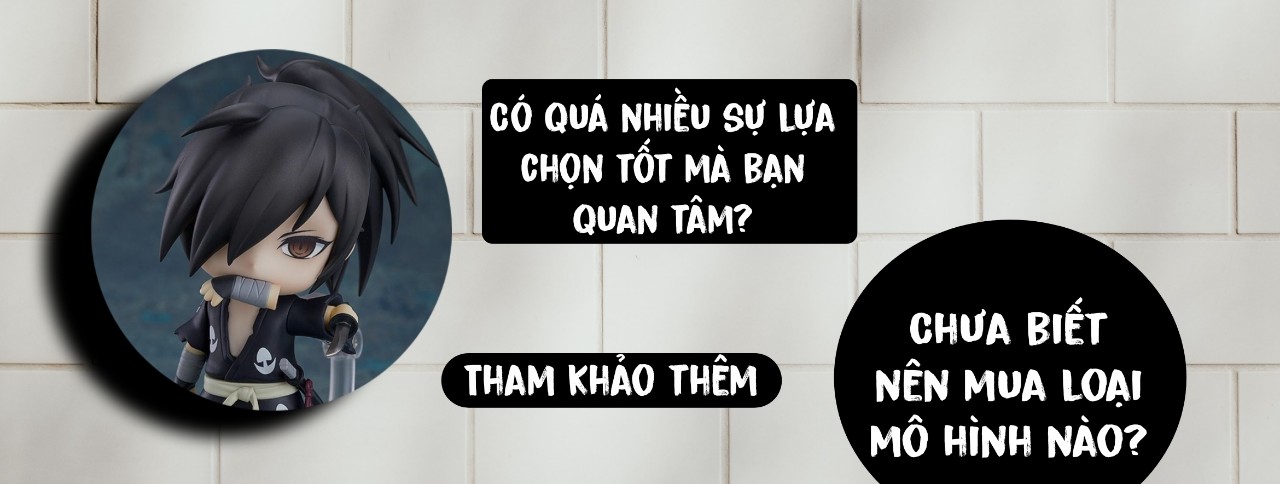 CÓ QUÁ NHIỀU SỰ LỰA
CHỌN TỐT MÀ BẠN
QUAN TÂM?
THAM KHẢO THÊM
CHƯA BIẾT
NÊN MUA LOẠI
MÔ HÌNH NÀO?